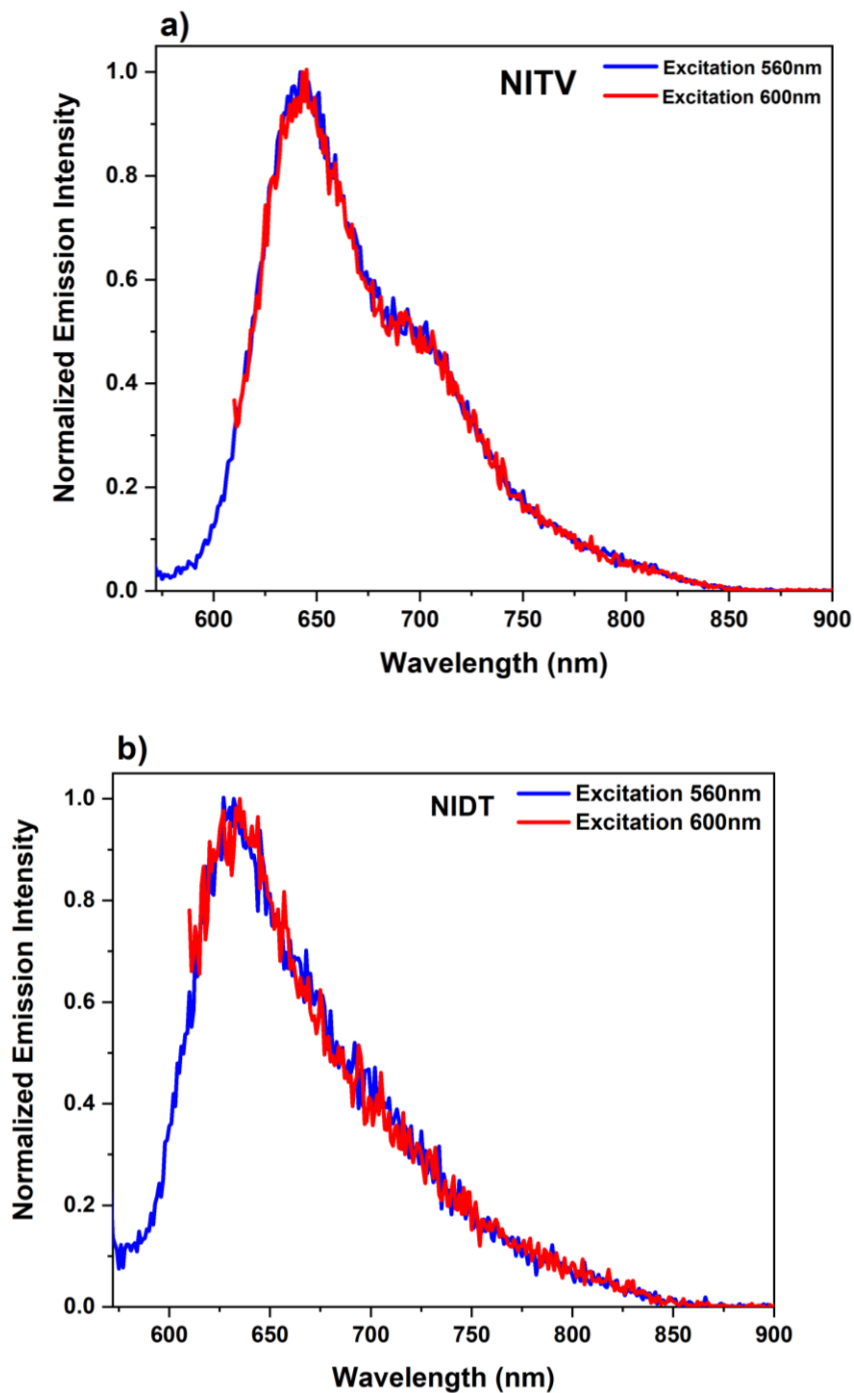 a)
NITV
Excitation 560nm
Excitation 600nm
1.0
0.8
0.6
0.4
0.2
0.0
Normalized Emission Intensity
600 650 700 750 800 850 900
Wavelength (nm)
b)
NIDT
Excitation 560nm
Excitation 600nm
1.0
0.8
0.6
0.4
0.2
0.0
Normalized Emission Intensity
600 650 700 750 800 850 900
Wavelength (nm)